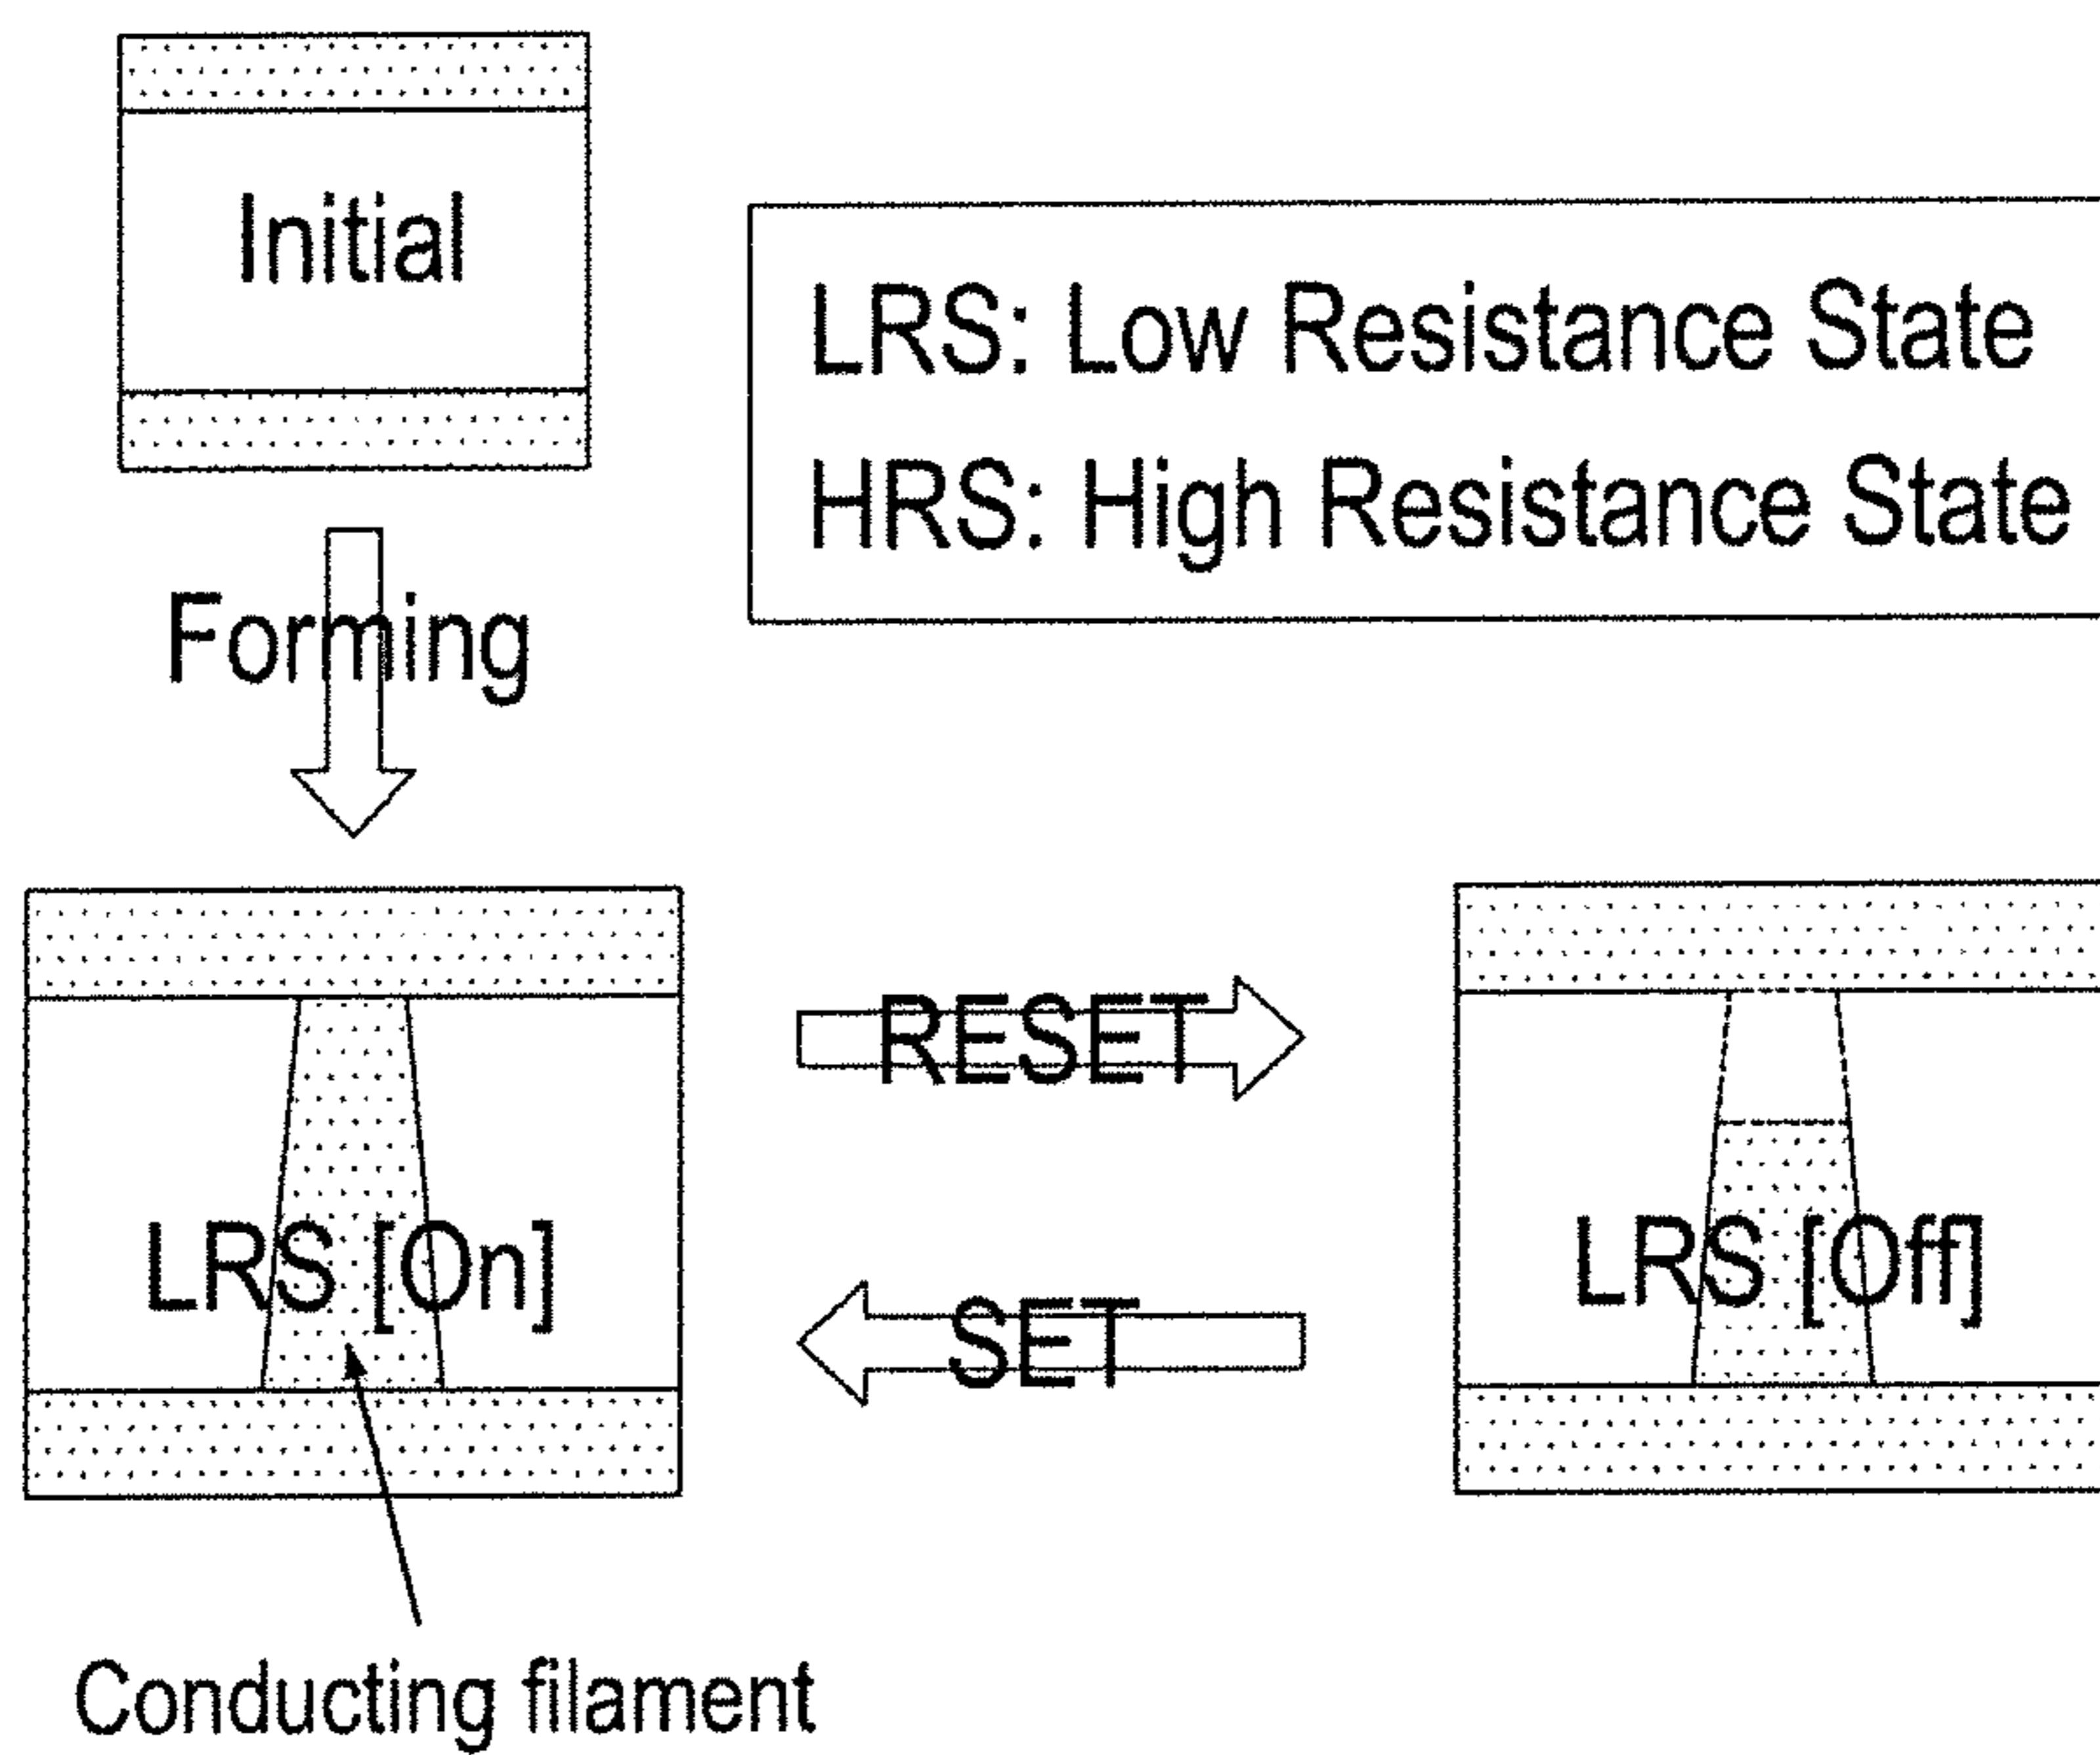 Initial
LRS: Low Resistance State
HRS: High Resistance State
Forming
RESET
LRS [On]
LRS [Off]
SET
Conducting filament